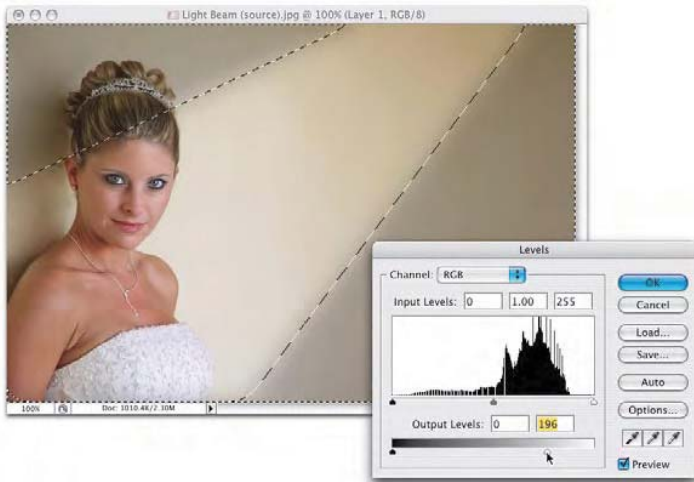 Light Beam (source).jpg @ 100% (Layer 1, RGB/8)
100%
Doc: 1010.4K/2.30M
Levels
Channel: RGB
Input Levels: 0 1.00 255
Output Levels: 0 196
OK
Cancel
Load...
Save...
Auto
Options...
Preview